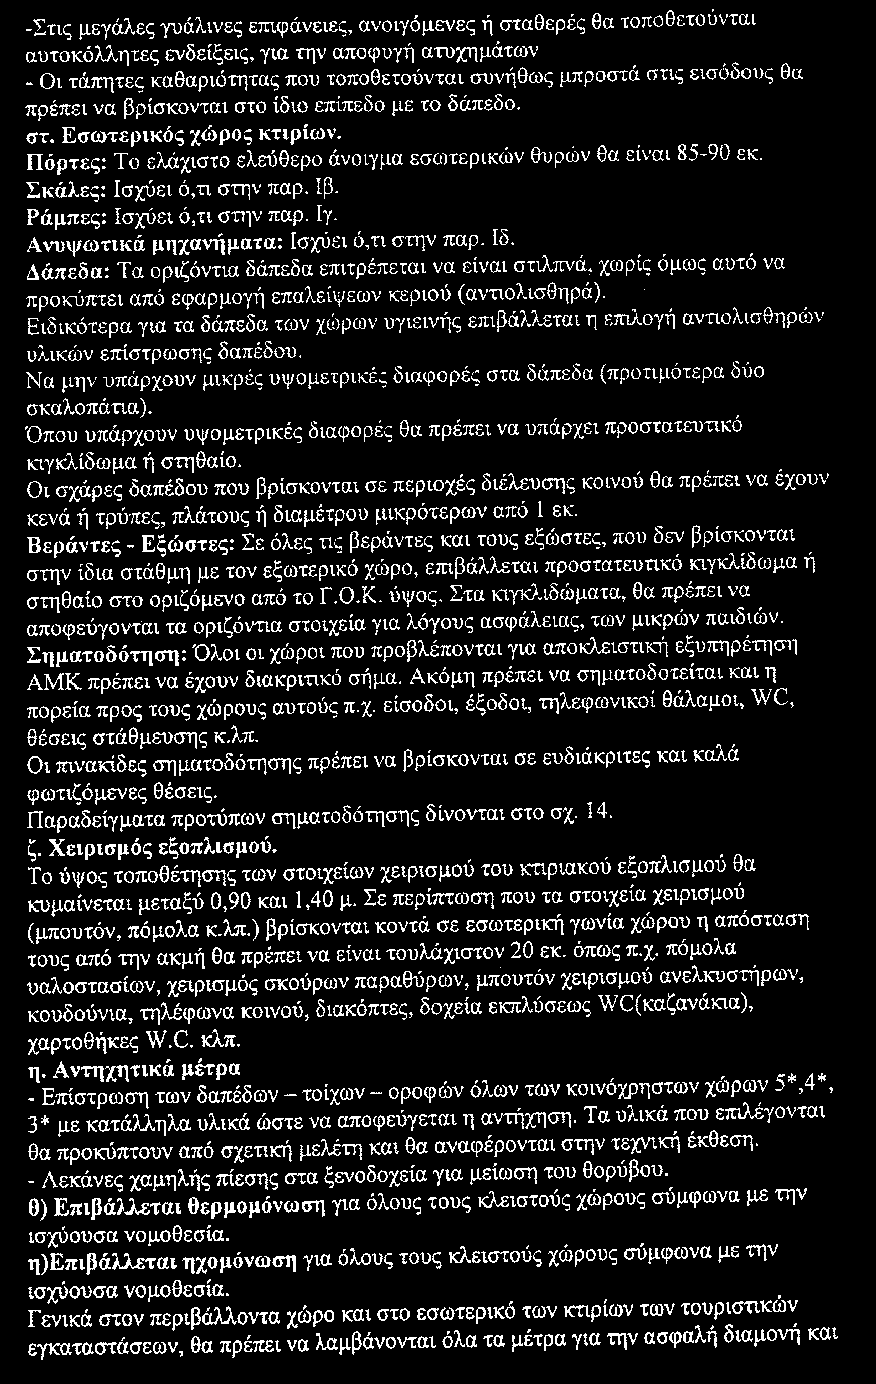 -Στις μεγάλες γυάλινες επιφάνειες, ανοιγόμενες ή σταθερές θα τοποθετούνται
αυτοκόλλητες ενδείξεις, για την αποφυγή ατυχημάτων
- Οι τάπητες καθαριότητας που τοποθετούνται συνήθως μπροστά στις εισόδους θα
πρέπει να βρίσκονται στο ίδιο επίπεδο με το δάπεδο.
στ. Εσωτερικός χώρος κτιρίων.
Πόρτες: Το ελάχιστο ελεύθερο άνοιγμα εσωτερικών θυρών θα είναι 85-90 εκ.
Σκάλες: Ισχύει ό,τι στην παρ. Ιβ.
Ράμπες: Ισχύει ό,τι στην παρ. Ιγ.
Ανυψωτικά μηχανήματα: Ισχύει ό,τι στην παρ. Ιδ.
Δάπεδα: Τα οριζόντια δάπεδα επιτρέπεται να είναι στιλπνά, χωρίς όμως αυτό να
προκύπτει από εφαρμογή επαλείψεων κεριού (αντιολισθηρά).
Ειδικότερα για τα δάπεδα των χώρων υγιεινής επιβάλλεται η επιλογή αντιολισθηρών
υλικών επίστρωσης δαπέδου.
Να μην υπάρχουν μικρές υψομετρικές διαφορές στα δάπεδα (προτιμότερα δύο
σκαλοπάτια).
Όπου υπάρχουν υψομετρικές διαφορές θα πρέπει να υπάρχει προστατευτικό
κιγκλίδωμα ή στηθαίο.
Οι σχάρες δαπέδου που βρίσκονται σε περιοχές διέλευσης κοινού θα πρέπει να έχουν
κενά ή τρύπες, πλάτους ή διαμέτρου μικρότερων από 1 εκ.
Βεράντες - Εξώστες: Σε όλες τις βεράντες και τους εξώστες, που δεν βρίσκονται
στην ίδια στάθμη με τον εξωτερικό χώρο, επιβάλλεται προστατευτικό κιγκλίδωμα ή
στηθαίο στο οριζόμενο από το Γ.Ο.Κ. ύψος. Στα κιγκλιδώματα, θα πρέπει να
αποφεύγονται τα οριζόντια στοιχεία για λόγους ασφάλειας, των μικρών παιδιών.
Σηματοδότηση: Όλοι οι χώροι που προβλέπονται για αποκλειστική εξυπηρέτηση
ΑΜΚ πρέπει να έχουν διακριτικό σήμα. Ακόμη πρέπει να σηματοδοτείται και η
πορεία προς τους χώρους αυτούς π.χ. είσοδοι, έξοδοι, τηλεφωνικοί θάλαμοι, WC,
θέσεις στάθμευσης κ.λπ.
Οι πινακίδες σηματοδότησης πρέπει να βρίσκονται σε ευδιάκριτες και καλά
φωτιζόμενες θέσεις.
Παραδείγματα προτύπων σηματοδότησης δίνονται στο σχ. 14.
ζ. Χειρισμός εξοπλισμού.
Το ύψος τοποθέτησης των στοιχείων χειρισμού του κτιριακού εξοπλισμού θα
κυμαίνεται μεταξύ 0,90 και 1,40 μ. Σε περίπτωση που τα στοιχεία χειρισμού
(μπουτόν, πόμολα κ.λπ.) βρίσκονται κοντά σε εσωτερική γωνία χώρου η απόσταση
τους από την ακμή θα πρέπει να είναι τουλάχιστον 20 εκ. όπως π.χ. πόμολα
υαλοστασίων, χειρισμός σκούρων παραθύρων, μπουτόν χειρισμού ανελκυστήρων,
κουδούνια, τηλέφωνα κοινού, διακόπτες, δοχεία εκπλύσεως WC(καζανάκια),
χαρτοθήκες W.C. κλπ.
η. Αντηχητικά μέτρα
- Επίστρωση των δαπέδων – τοίχων – οροφών όλων των κοινόχρηστων χώρων 5*,4*,
3* με κατάλληλα υλικά ώστε να αποφεύγεται η αντήχηση. Τα υλικά που επιλέγονται
θα προκύπτουν από σχετική μελέτη και θα αναφέρονται στην τεχνική έκθεση.
- Λεκάνες χαμηλής πίεσης στα ξενοδοχεία για μείωση του θορύβου.
θ) Επιβάλλεται θερμομόνωση για όλους τους κλειστούς χώρους σύμφωνα με την
ισχύουσα νομοθεσία.
η)Επιβάλλεται ηχομόνωση για όλους τους κλειστούς χώρους σύμφωνα με την
ισχύουσα νομοθεσία.
Γενικά στον περιβάλλοντα χώρο και στο εσωτερικό των κτιρίων των τουριστικών
εγκαταστάσεων, θα πρέπει να λαμβάνονται όλα τα μέτρα για την ασφαλή διαμονή και